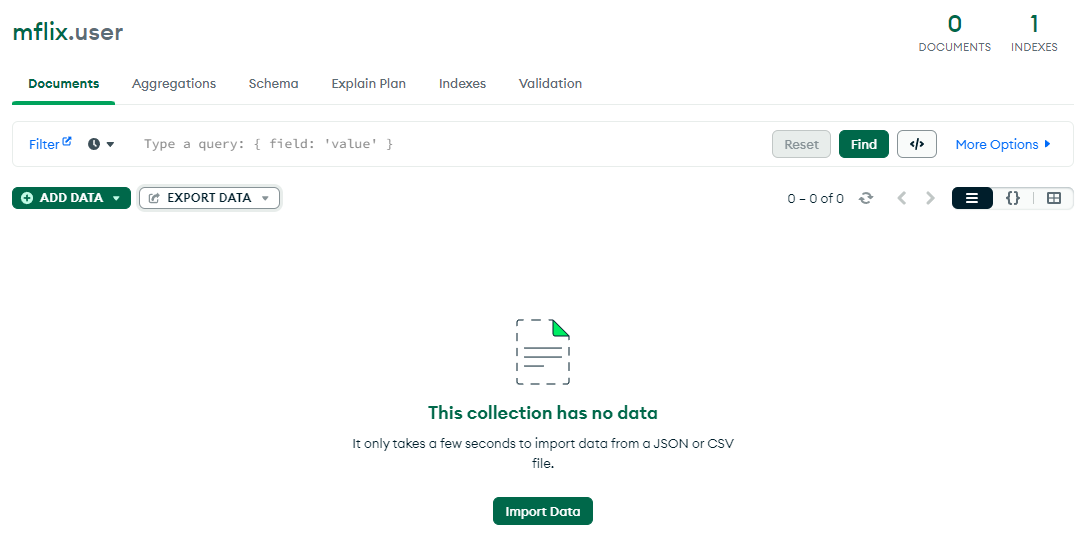 mflix.user
0
DOCUMENTS
1
INDEXES
Documents
Aggregations
Schema
Explain Plan
Indexes
Validation
Filter
Type a query: { field: 'value' }
Reset
Find
</>
More Options
ADD DATA
EXPORT DATA
0 – 0 of 0
{}
This collection has no data
It only takes a few seconds to import data from a JSON or CSV
file.
Import Data